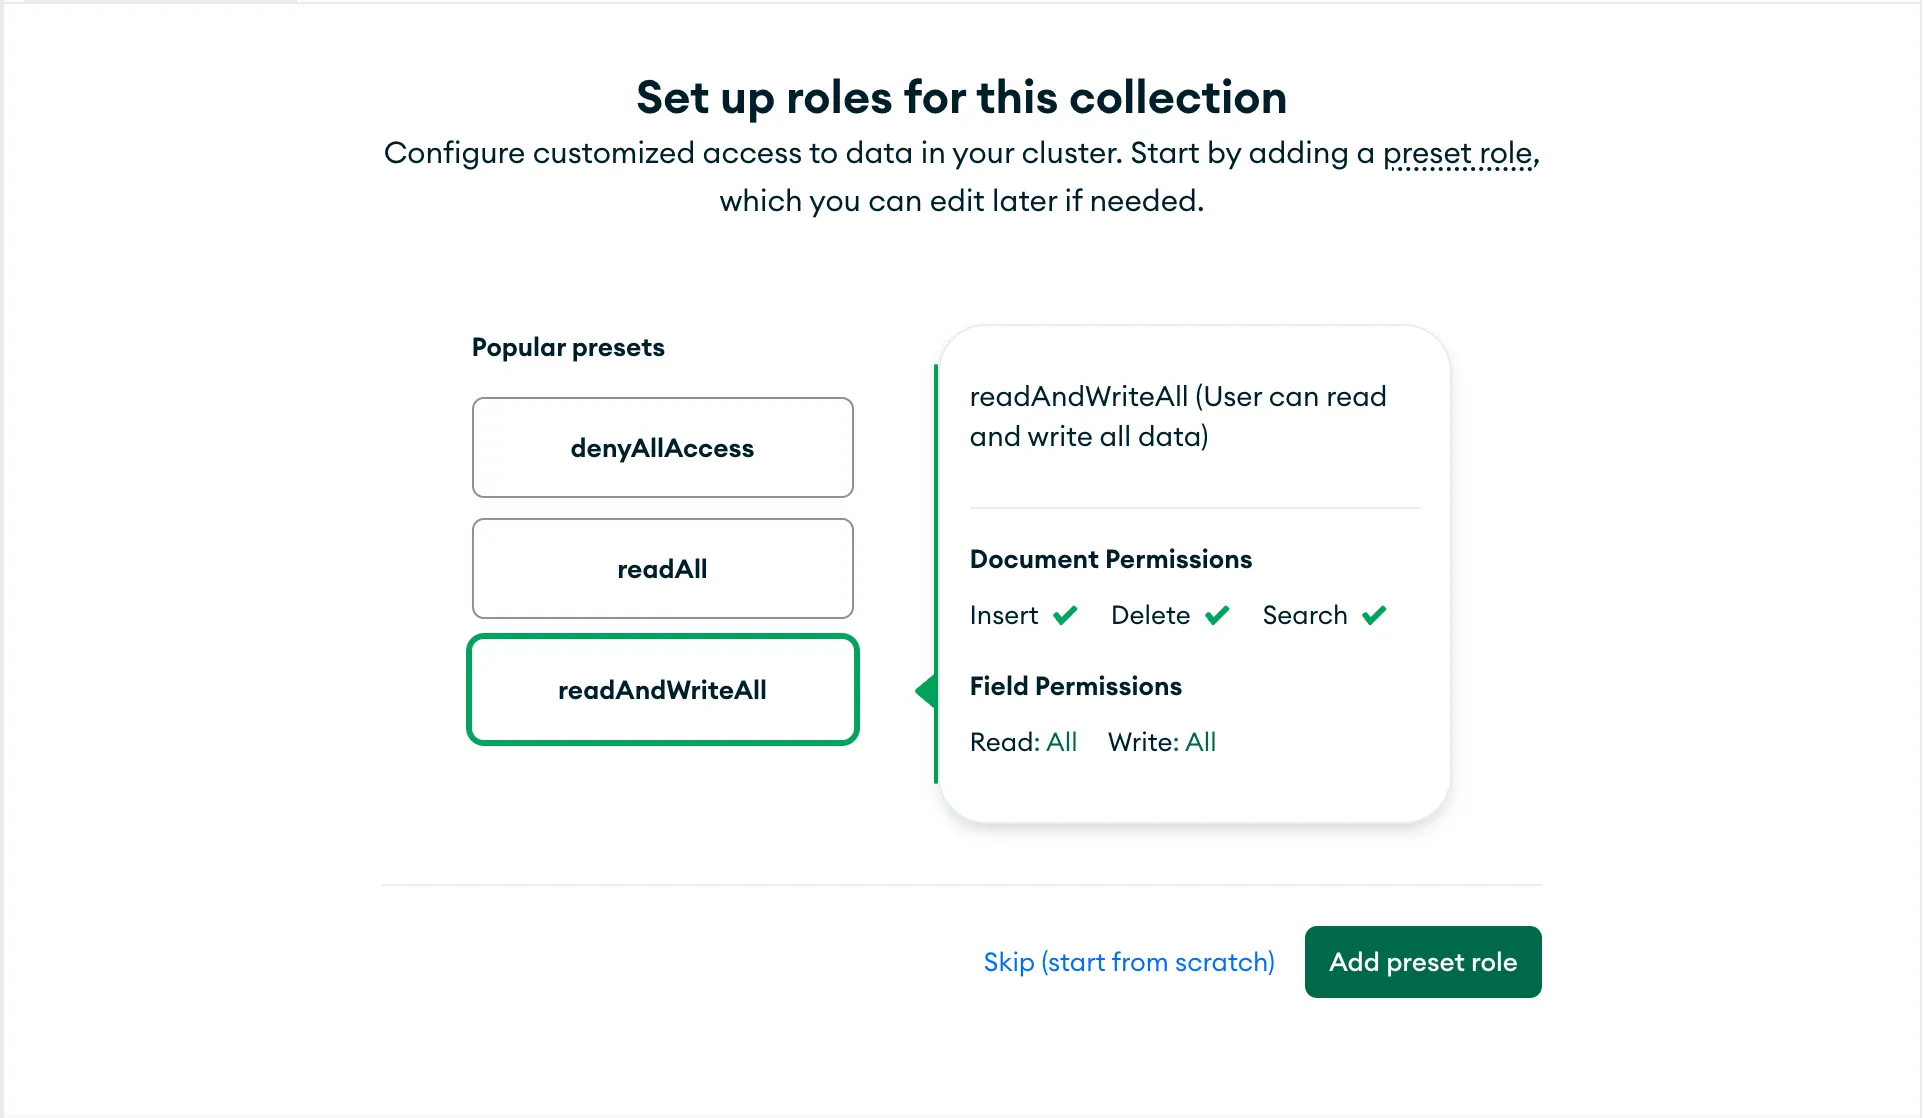 Set up roles for this collection
Configure customized access to data in your cluster. Start by adding a preset role,
which you can edit later if needed.
Popular presets
denyAllAccess
readAll
readAndWriteAll
readAndWriteAll (User can read
and write all data)
Document Permissions
Insert Delete Search
Field Permissions
Read: All Write: All
Skip (start from scratch) Add preset role